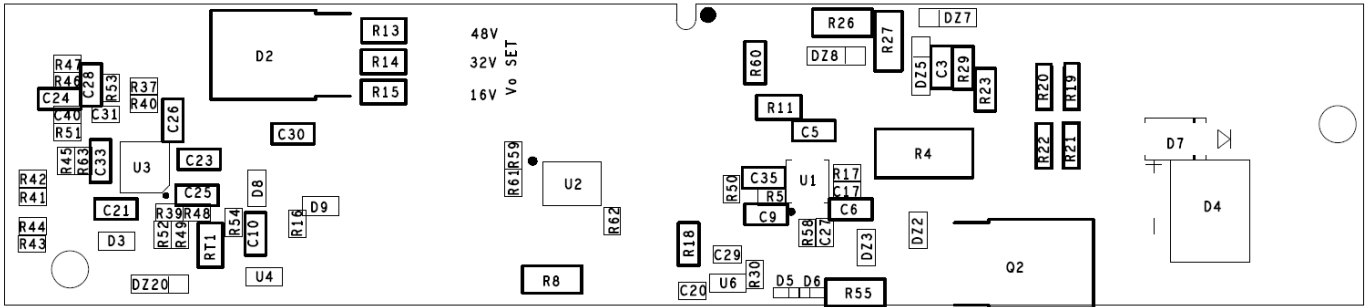 R13
R26
DZ7
48V
R27
D2
Vo SET
R60
DZ8
DZ5
C3
R29
R47
R14
32V
R46
C28
R53
R37
R23
R20
R19
C24
R40
R15
16V
R11
C40
C31
C26
R51
C30
C5
R22
R21
D7
R45
R63
C33
U3
C23
R59
R4
R42
R61
U2
C35
U1
R17
R41
C25
D8
R50
R5
C17
C21
R39
R48
D9
C9
C6
D4
R44
R54
R16
R62
R43
D3
R52
R49
RT1
C10
R18
R58
C27
DZ3
DZ2
C29
Q2
U4
R8
U6
R30
D5
D6
DZ20
C20
R55